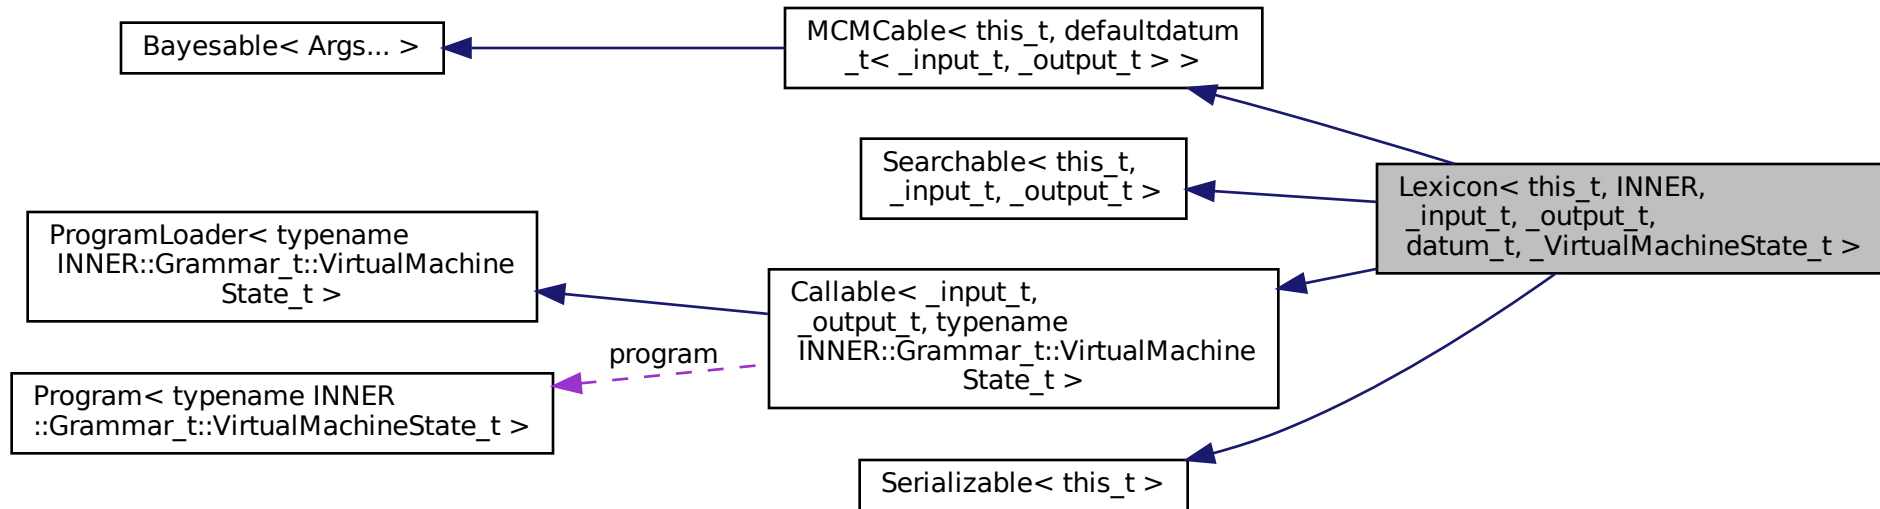 Bayesable< Args... >
MCMCable< this_t, defaultdatum
_t< _input_t, _output_t > >
Searchable< this_t,
_input_t, _output_t >
Lexicon< this_t, INNER,
_input_t, _output_t,
datum_t, _VirtualMachineState_t >
ProgramLoader< typename
INNER::Grammar_t::VirtualMachine
State_t >
Callable< _input_t,
_output_t, typename
INNER::Grammar_t::VirtualMachine
State_t >
program
Program< typename INNER
::Grammar_t::VirtualMachineState_t >
Serializable< this_t >